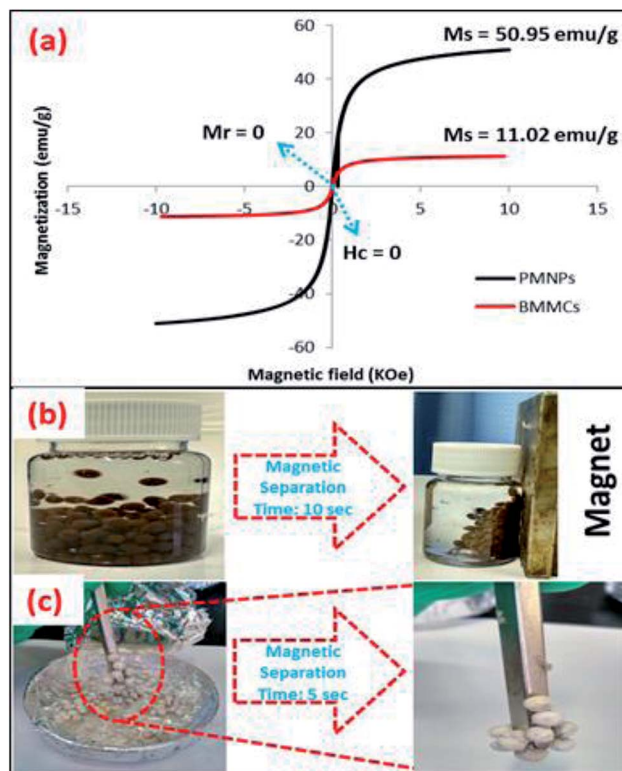 (a)
Ms = 50.95 emu/g
Ms = 11.02 emu/g
Mr = 0
Hc = 0
Magnetization (emu/g)
60
40
20
0
-20
-40
-60
-15
-10
-5
0
5
10
15
PMNPs
BMMCs
Magnetic field (KOe)
(b)
Magnetic
Separation
Time: 10 sec
Magnet
(c)
Magnetic
Separation
Time: 5 sec